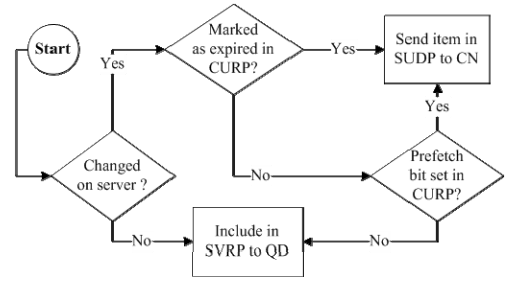 Start
Marked
as expired in
CURP?
Yes
Yes
Send item in
SUDP to CN
Yes
Changed
on server ?
No
Prefetch
bit set in
CURP?
No
Include in
SVRP to QD
No